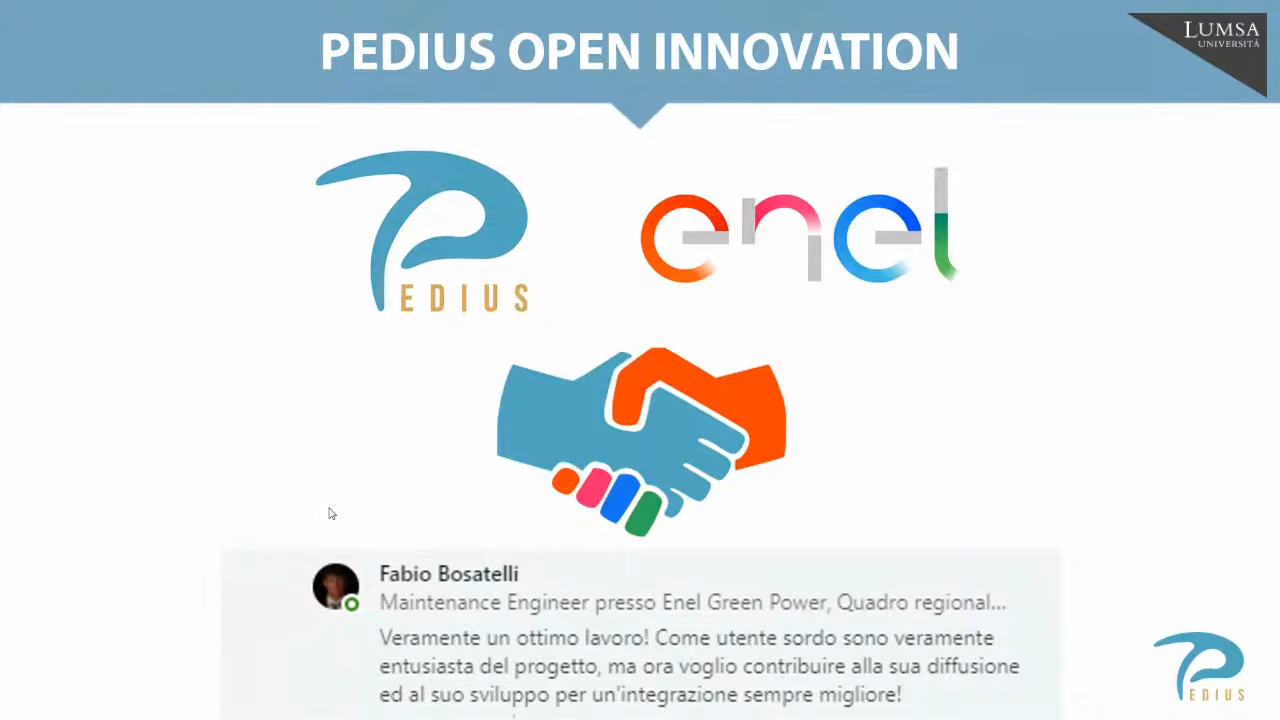 PEDIUS OPEN INNOVATION
LUMSA
UNIVERSITÀ
PEDIUS
enel
Fabio Bosatelli
Maintenance Engineer presso Enel Green Power, Quadro regional...
Veramente un ottimo lavoro! Come utente sordo sono veramente
entusiasta del progetto, ma ora voglio contribuire alla sua diffusione
ed al suo sviluppo per un'integrazione sempre migliore!
PEDIUS